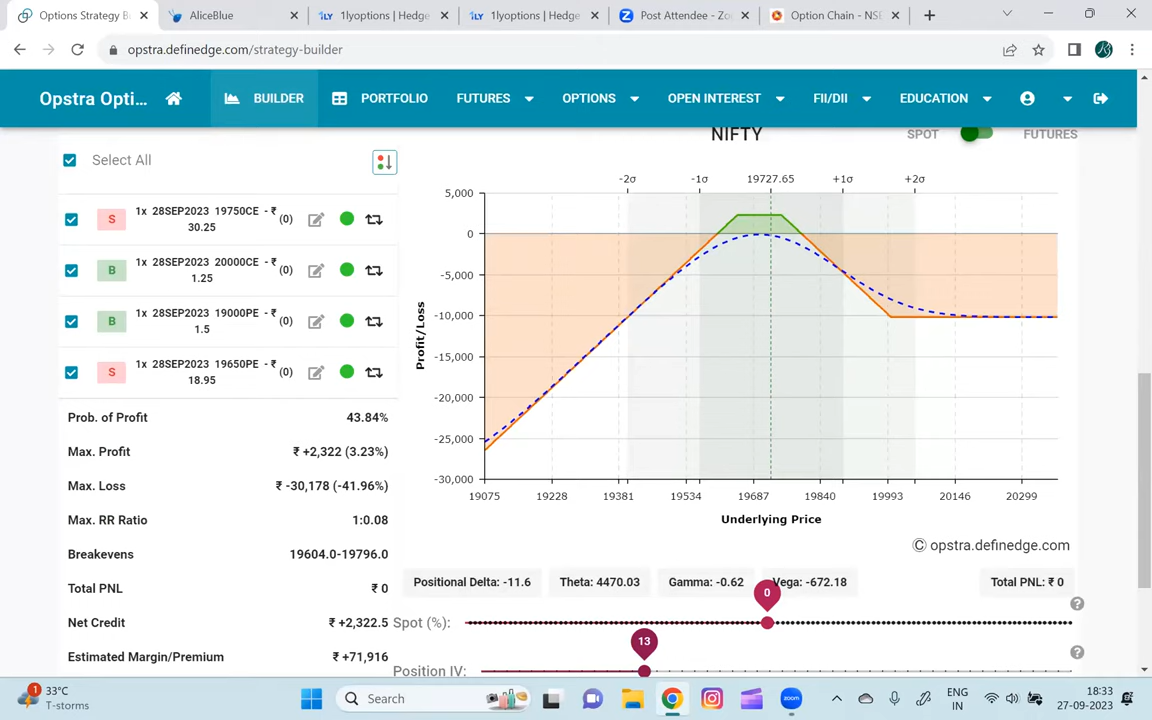 Options Strategy B
AliceBlue
1lyoptions | Hedge
1lyoptions | Hedge
Post Attendee - Zoo
Option Chain - NSE
opstra.definedge.com/strategy-builder
Opstra Opti...
BUILDER
PORTFOLIO
FUTURES
OPTIONS
OPEN INTEREST
FII/DII
EDUCATION
Select All
S
1x 28SEP2023 19750CE - ₹
30.25
(0)
B
1x 28SEP2023 20000CE - ₹
1.25
(0)
B
1x 28SEP2023 19000PE - ₹
1.5
(0)
S
1x 28SEP2023 19650PE - ₹
18.95
(0)
Prob. of Profit 43.84%
Max. Profit ₹ +2,322 (3.23%)
Max. Loss ₹ -30,178 (-41.96%)
Max. RR Ratio 1:0.08
Breakevens 19604.0-19796.0
Total PNL ₹ 0
Net Credit ₹ +2,322.5
Estimated Margin/Premium ₹ +71,916
NIFTY
SPOT FUTURES
-2σ -1σ 19727.65 +1σ +2σ
5,000
0
-5,000
-10,000
-15,000
-20,000
-25,000
-30,000
Profit/Loss
19075 19228 19381 19534 19687 19840 19993 20146 20299
Underlying Price
© opstra.definedge.com
Positional Delta: -11.6 Theta: 4470.03 Gamma: -0.62 Vega: -672.18 Total PNL: ₹ 0
0
Spot (%):
13
Position IV:
1
33°C
T-storms
Search
ENG
IN
18:33
27-09-2023